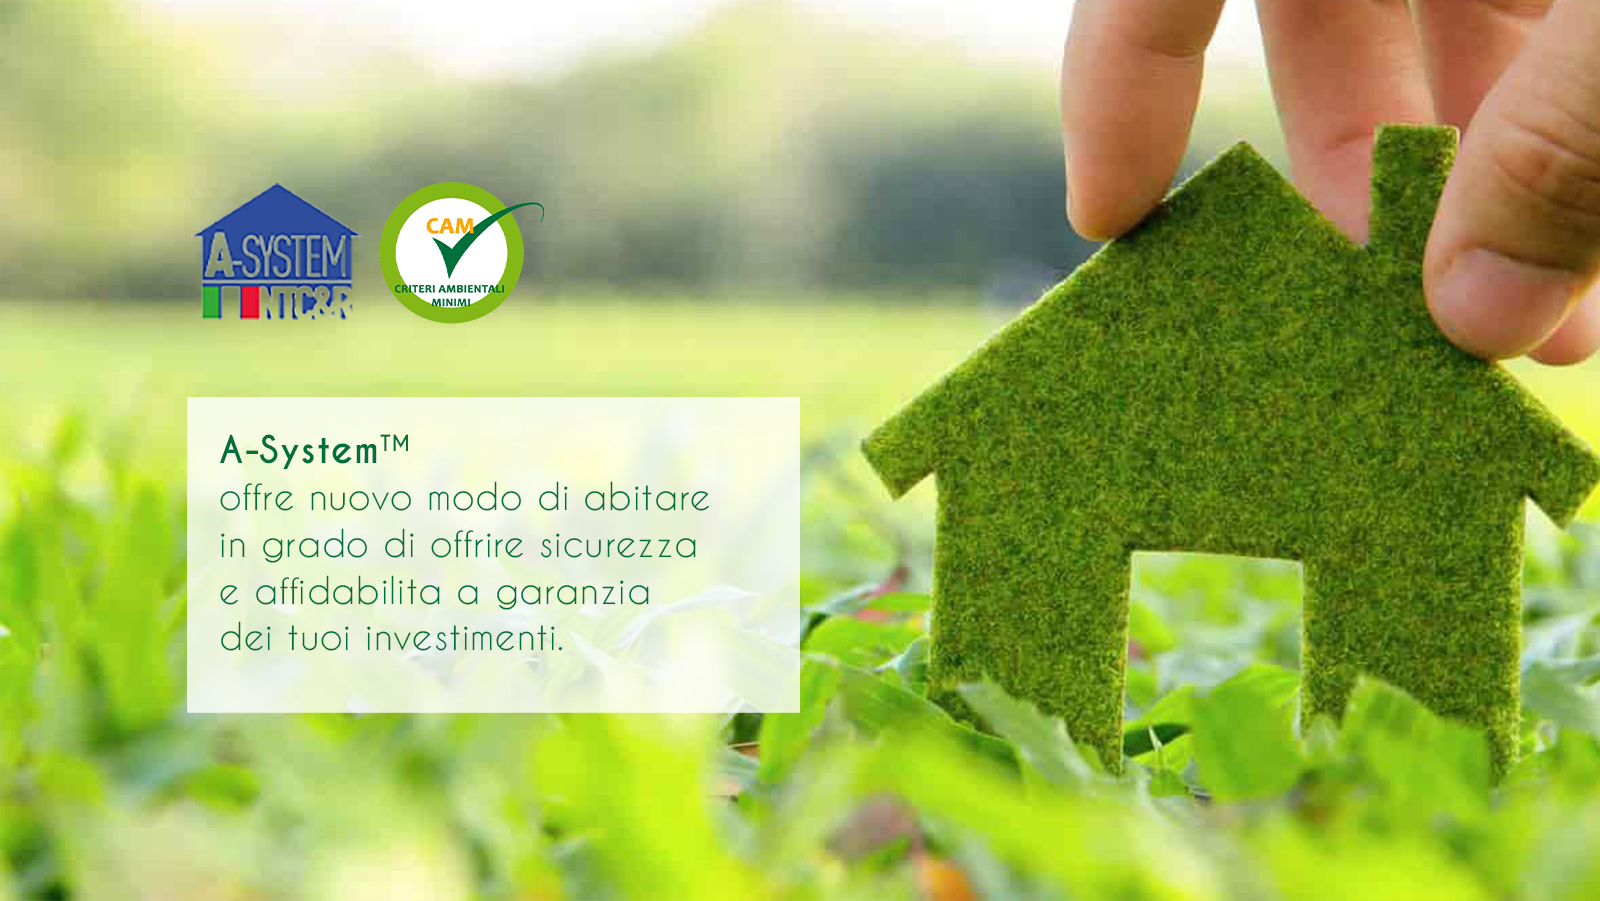 A-SYSTEM
NTC&R
CAM
CRITERI AMBIENTALI
MINIMI
A-System™
offre nuovo modo di abitare
in grado di offrire sicurezza
e affidabilita a garanzia
dei tuoi investimenti.